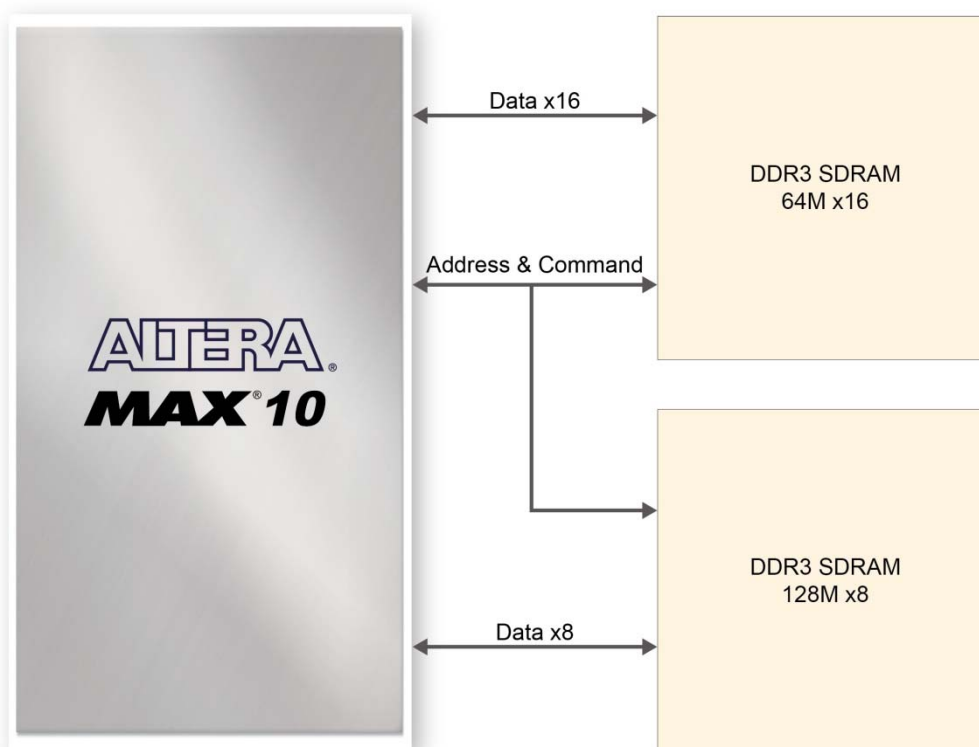 ALTERA®
MAX® 10
Data x16
Address & Command
Data x8
DDR3 SDRAM
64M x16
DDR3 SDRAM
128M x8